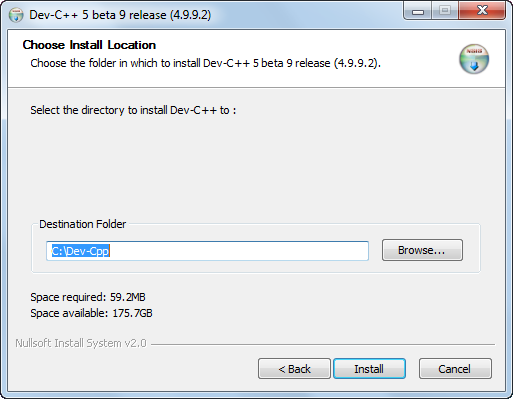 Dev-C++ 5 beta 9 release (4.9.9.2)
Choose Install Location
Choose the folder in which to install Dev-C++ 5 beta 9 release (4.9.9.2).
Select the directory to install Dev-C++ to :
Destination Folder
C:\Dev-Cpp
Browse...
Space required: 59.2MB
Space available: 175.7GB
Nullsoft Install System v2.0
< Back Install Cancel